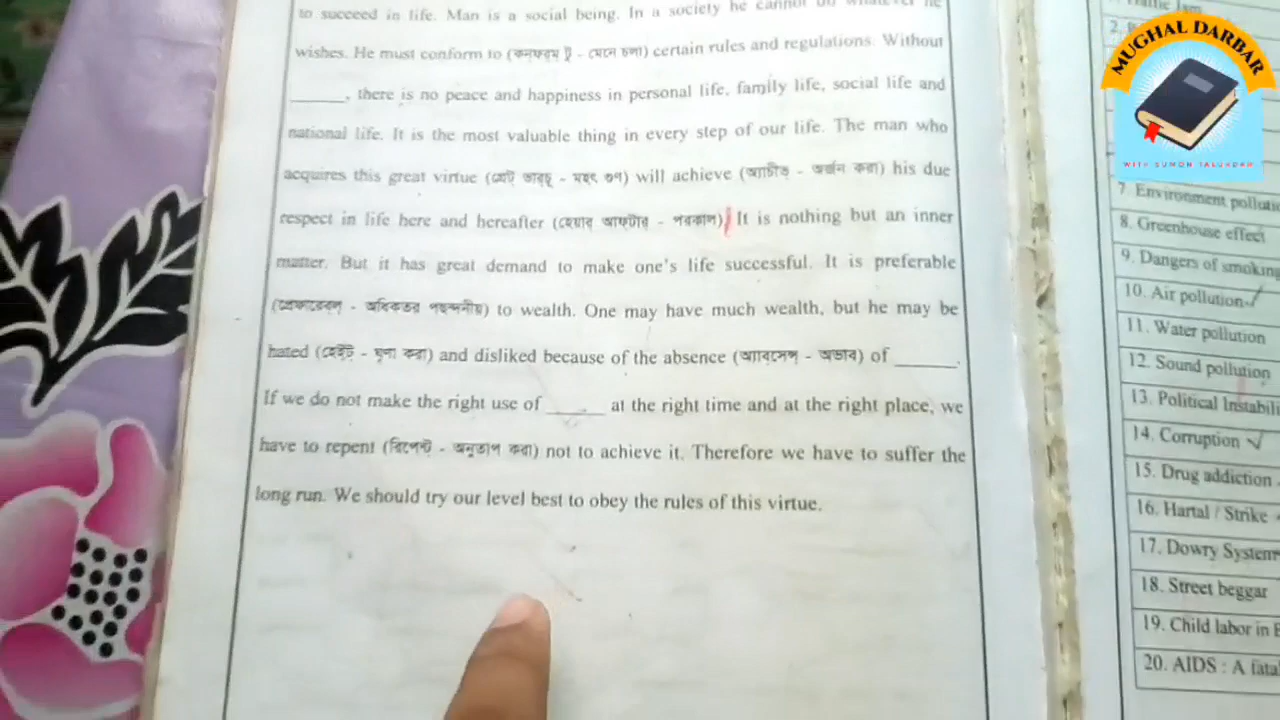 to succeed in life. Man is a social being. In a society he cannot do whatever he
wishes. He must conform to (কনফরম টু - মেনে চলা) certain rules and regulations. Without
______, there is no peace and happiness in personal life, family life, social life and
national life. It is the most valuable thing in every step of our life. The man who
acquires this great virtue (গ্রেট ভারচূ - মহৎ গুণ) will achieve (অ্যাচীভ - অর্জন করা) his due
respect in life here and hereafter (হেয়ার আফ্টার - পরকাল). It is nothing but an inner
matter. But it has great demand to make one's life successful. It is preferable
(প্রেফারেবল্ - অধিকতর পছন্দনীয়) to wealth. One may have much wealth, but he may be
hated (হেইট - ঘৃণা করা) and disliked because of the absence (অ্যাব্সেন্স - অভাব) of ______.
If we do not make the right use of ______ at the right time and at the right place, we
have to repent (রিপেন্ট - অনুতাপ করা) not to achieve it. Therefore we have to suffer the
long run. We should try our level best to obey the rules of this virtue.
7. Environment pollutio
8. Greenhouse effect
9. Dangers of smokin
10. Air pollution
11. Water pollution
12. Sound pollution
13. Political Instabili
14. Corruption
15. Drug addiction
16. Hartal / Strike
17. Dowry System
18. Street beggar
19. Child labor in B
20. AIDS : A fata
MUGHAL DARBAR
WITH SUMON TALUKDAR